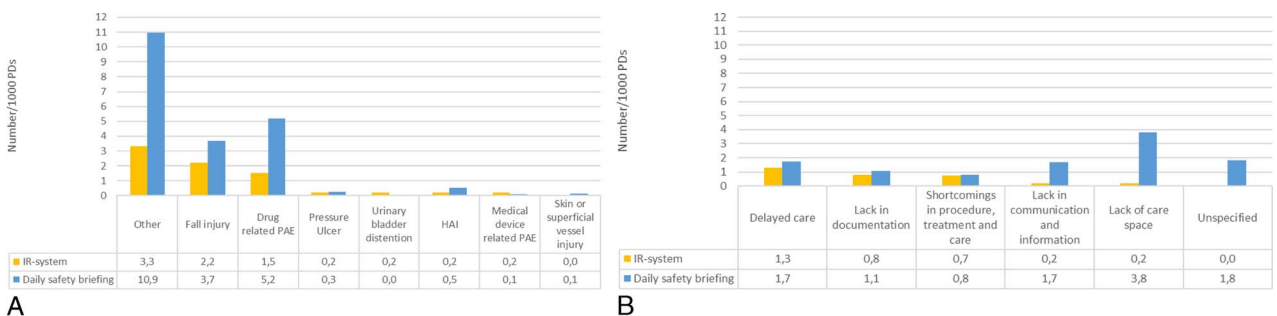 Number/1000 PDs
12
11
10
9
8
7
6
5
4
3
2
1
0
Other
Fall injury
Drug
related PAE
Pressure
Ulcer
Urinary
bladder
distention
HAI
Medical
device
related PAE
Skin or
superficial
vessel
injury
IR-system 3,3 2,2 1,5 0,2 0,2 0,2 0,2 0,0
Daily safety briefing 10,9 3,7 5,2 0,3 0,0 0,5 0,1 0,1
A
Number/1000 PDs
12
11
10
9
8
7
6
5
4
3
2
1
0
Delayed care
Lack in
documentation
Shortcomings
in procedure,
treatment and
care
Lack in
communication
and
information
Lack of care
space
Unspecified
IR-system 1,3 0,8 0,7 0,2 0,2 0,0
Daily safety briefing 1,7 1,1 0,8 1,7 3,8 1,8
B